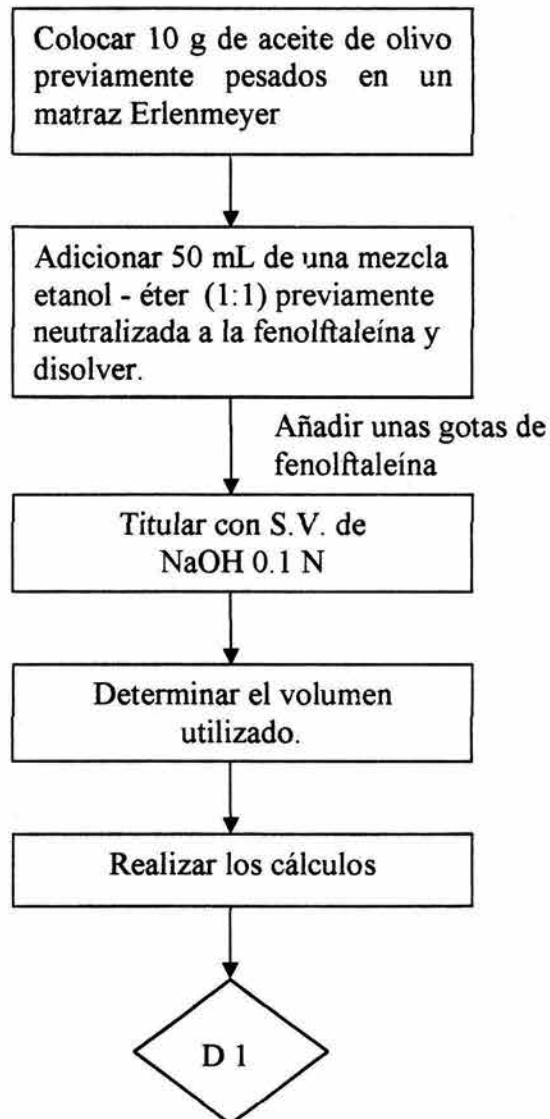 Colocar 10 g de aceite de olivo
previamente pesados en un
matraz Erlenmeyer
Adicionar 50 mL de una mezcla
etanol - éter (1:1) previamente
neutralizada a la fenolftaleína y
disolver.
Añadir unas gotas de
fenolftaleína
Titular con S.V. de
NaOH 0.1 N
Determinar el volumen
utilizado.
Realizar los cálculos
D 1